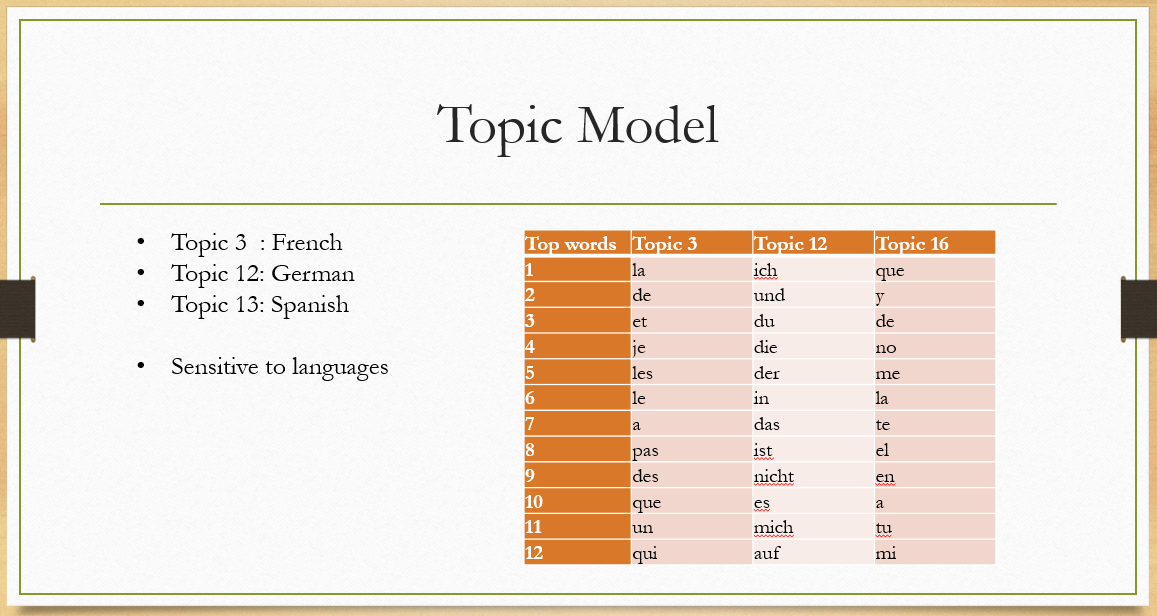 Topic Model
• Topic 3  : French
• Topic 12: German
• Topic 13: Spanish
• Sensitive to languages
Top words Topic 3 Topic 12 Topic 16
1 la ich que
2 de und y
3 et du de
4 je die no
5 les der me
6 le in la
7 a das te
8 pas ist el
9 des nicht en
10 que es a
11 un mich tu
12 qui auf mi